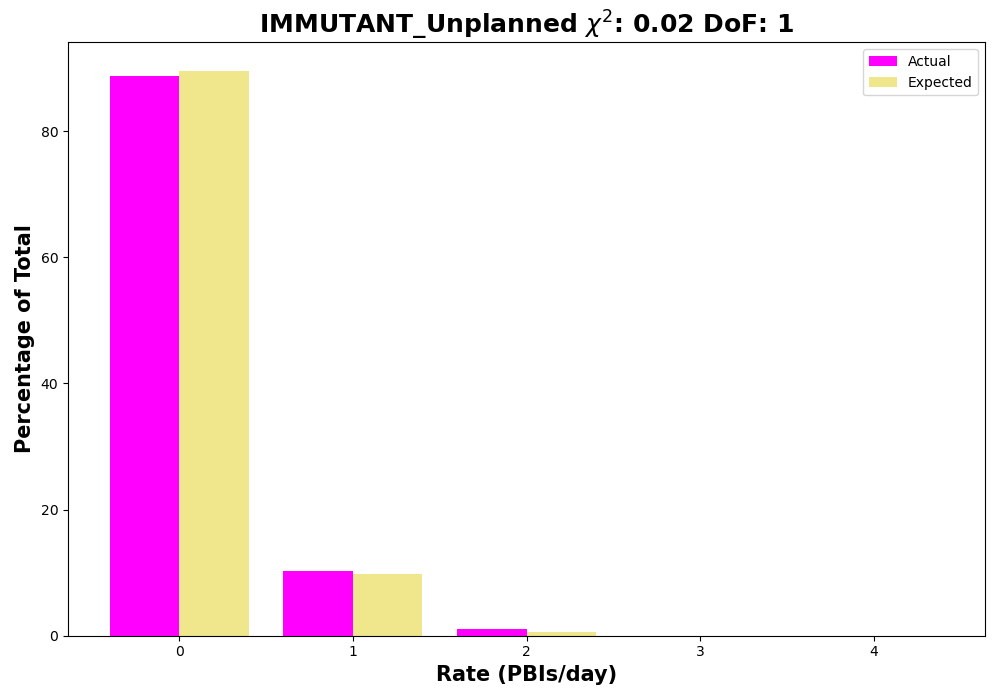 IMMUTANT_Unplanned χ²: 0.02 DoF: 1
Actual
Expected
Percentage of Total
80
60
40
20
0
0 1 2 3 4
Rate (PBIs/day)